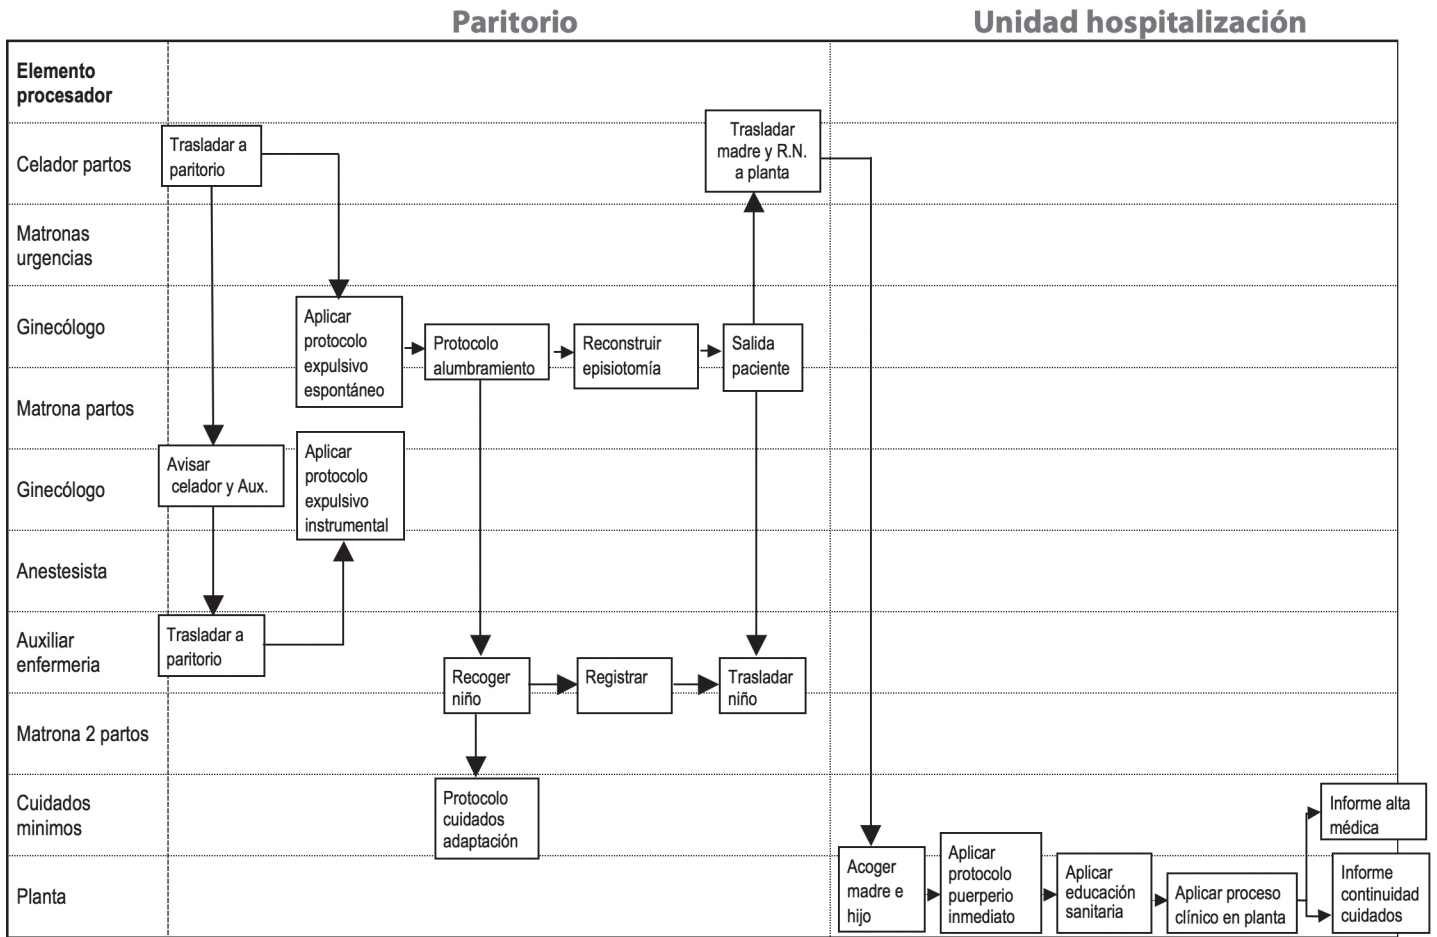 Paritorio
Unidad hospitalización
Elemento
procesador
Celador partos
Trasladar a
paritorio
Trasladar
madre y R.N.
a planta
Matronas
urgencias
Ginecólogo
Aplicar
protocolo
expulsivo
espontáneo
Protocolo
alumbramiento
Reconstruir
episiotomía
Salida
paciente
Matrona partos
Ginecólogo
Avisar
celador y Aux.
Aplicar
protocolo
expulsivo
instrumental
Anestesista
Auxiliar
enfermeria
Trasladar a
paritorio
Recoger
niño
Registrar
Trasladar
niño
Matrona 2 partos
Cuidados
minimos
Protocolo
cuidados
adaptación
Informe alta
médica
Planta
Acoger
madre e
hijo
Aplicar
protocolo
puerperio
inmediato
Aplicar
educación
sanitaria
Aplicar proceso
clínico en planta
Informe
continuidad
cuidados